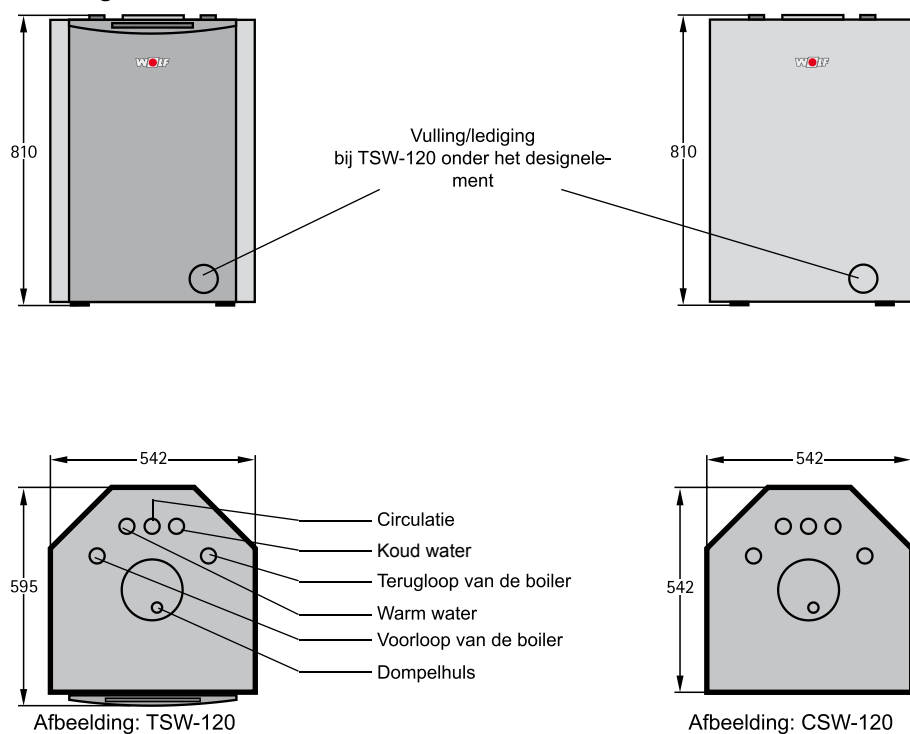 WOLF
WOLF
810
Vulling/lediging
bij TSW-120 onder het designele-
ment
810
542
542
Circulatie
Koud water
595
Terugloop van de boiler
542
Warm water
Voorloop van de boiler
Dompelhuls
Afbeelding: TSW-120
Afbeelding: CSW-120